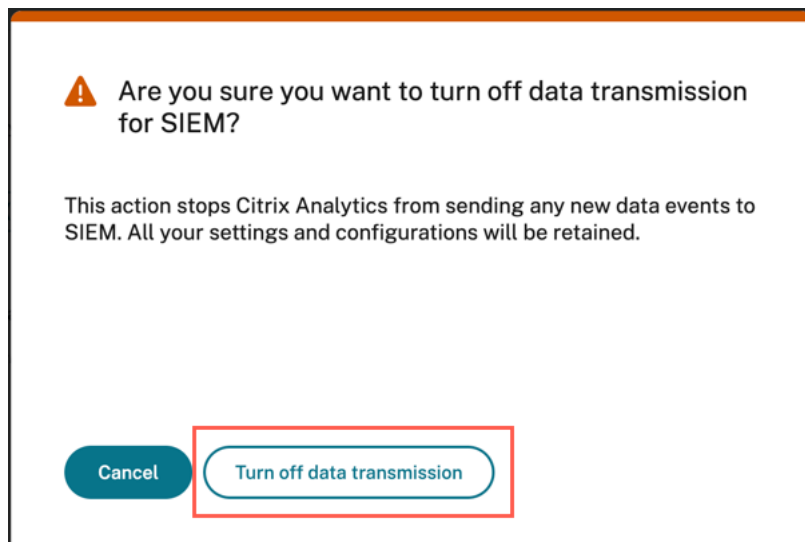 Are you sure you want to turn off data transmission
for SIEM?
This action stops Citrix Analytics from sending any new data events to
SIEM. All your settings and configurations will be retained.
Cancel
Turn off data transmission